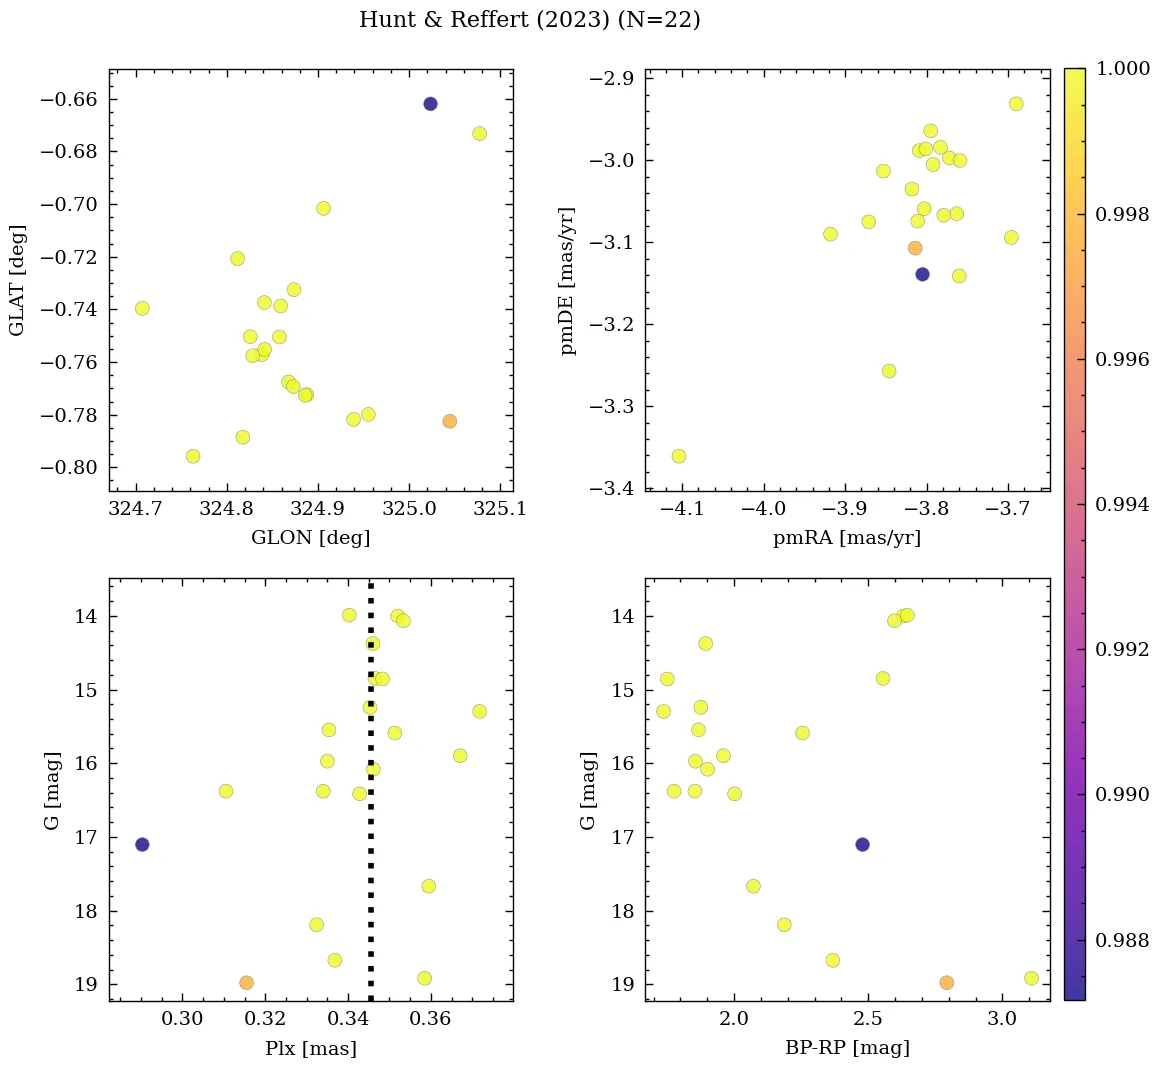 Hunt & Reffert (2023) (N=22)
−0.66
−0.68
−0.70
−0.72
−0.74
−0.76
−0.78
−0.80
GLAT [deg]
324.7 324.8 324.9 325.0 325.1
GLON [deg]
−2.9
−3.0
−3.1
−3.2
−3.3
−3.4
pmDE [mas/yr]
−4.1 −4.0 −3.9 −3.8 −3.7
pmRA [mas/yr]
14
15
16
17
18
19
G [mag]
0.30 0.32 0.34 0.36
Plx [mas]
14
15
16
17
18
19
G [mag]
2.0 2.5 3.0
BP-RP [mag]
1.000
0.998
0.996
0.994
0.992
0.990
0.988